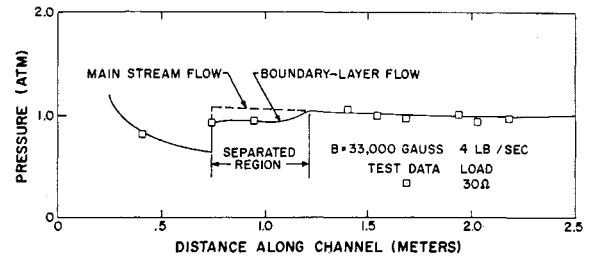 2.0
PRESSURE (ATM)
MAIN STREAM FLOW
BOUNDARY-LAYER FLOW
1.0
SEPARATED
REGION
B=33,000 GAUSS 4 LB/SEC
TEST DATA LOAD
30Ω
0
0 .5 1.0 1.5 2.0 2.5
DISTANCE ALONG CHANNEL (METERS)